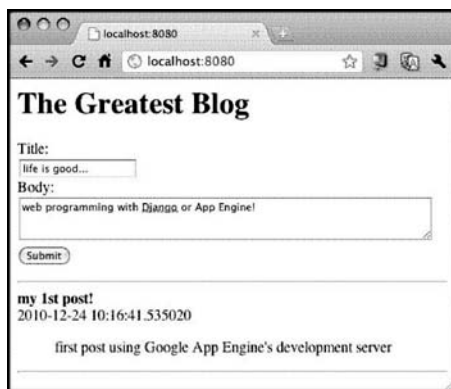 localhost:8080
localhost:8080
The Greatest Blog
Title:
life is good...
Body:
web programming with Django or App Engine!
Submit
my 1st post!
2010-12-24 10:16:41.535020
first post using Google App Engine's development server